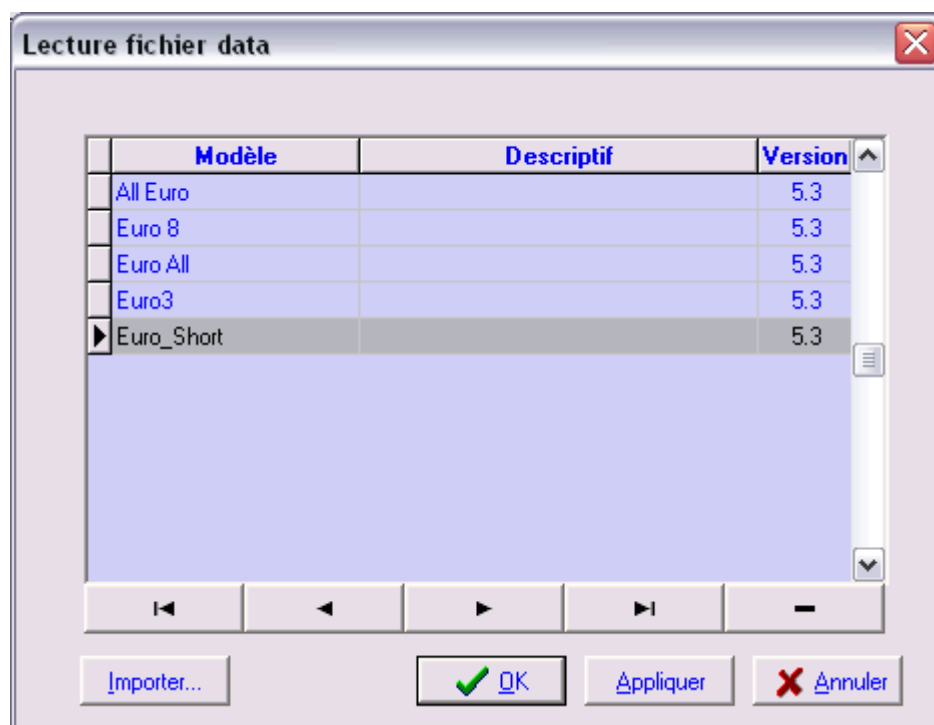 Lecture fichier data
Modèle Descriptif Version
All Euro 5.3
Euro 8 5.3
Euro All 5.3
Euro3 5.3
Euro_Short 5.3
Importer... OK Appliquer Annuler